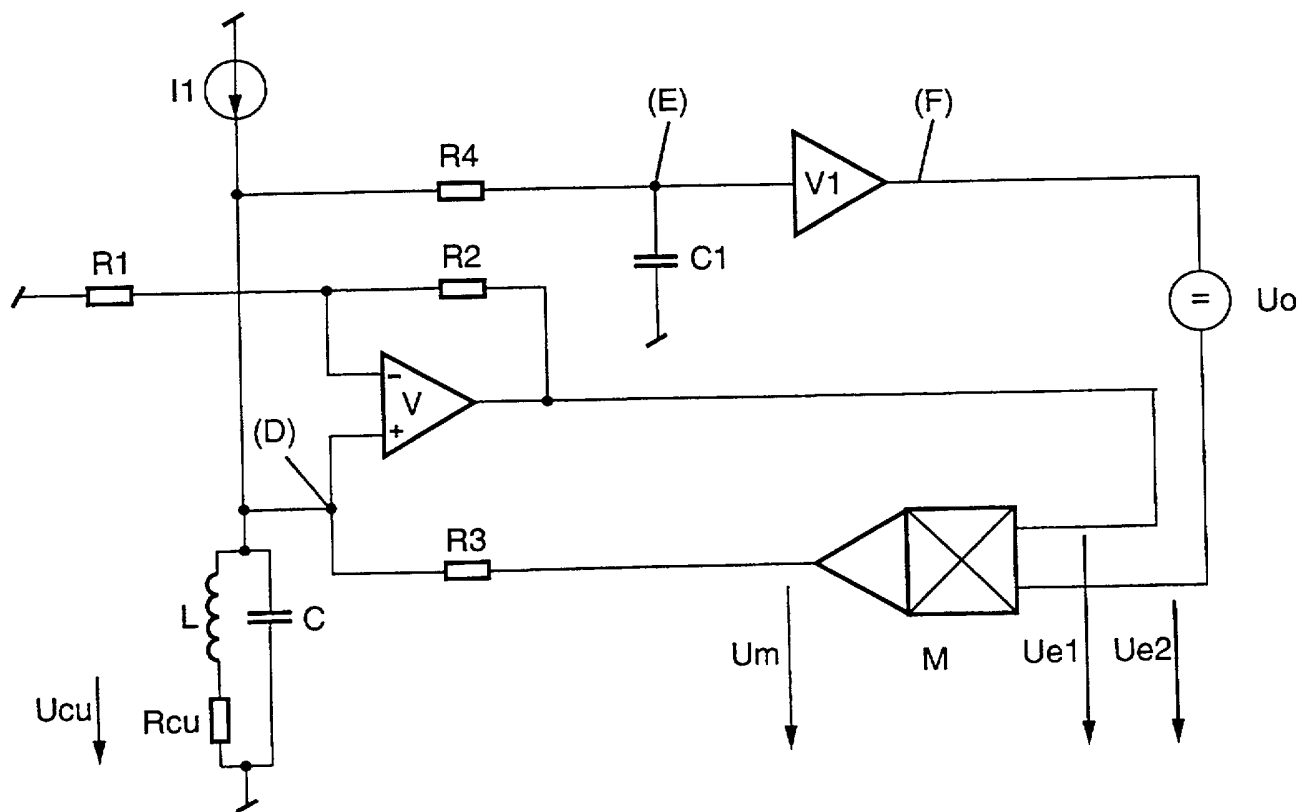 I1
(E)
(F)
R4
V1
R1
R2
C1
=
Uo
−
V
+
(D)
R3
L
C
Um
M
Ue1
Ue2
Ucu
Rcu